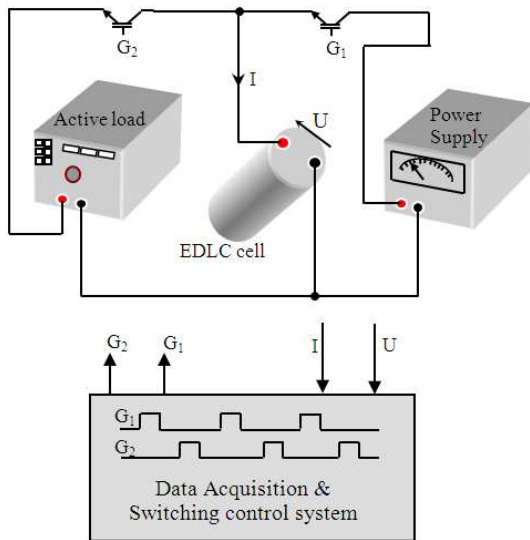 G2
G1
I
U
Active load
Power
Supply
EDLC cell
G2
G1
I
U
G1
G2
Data Acquisition &
Switching control system